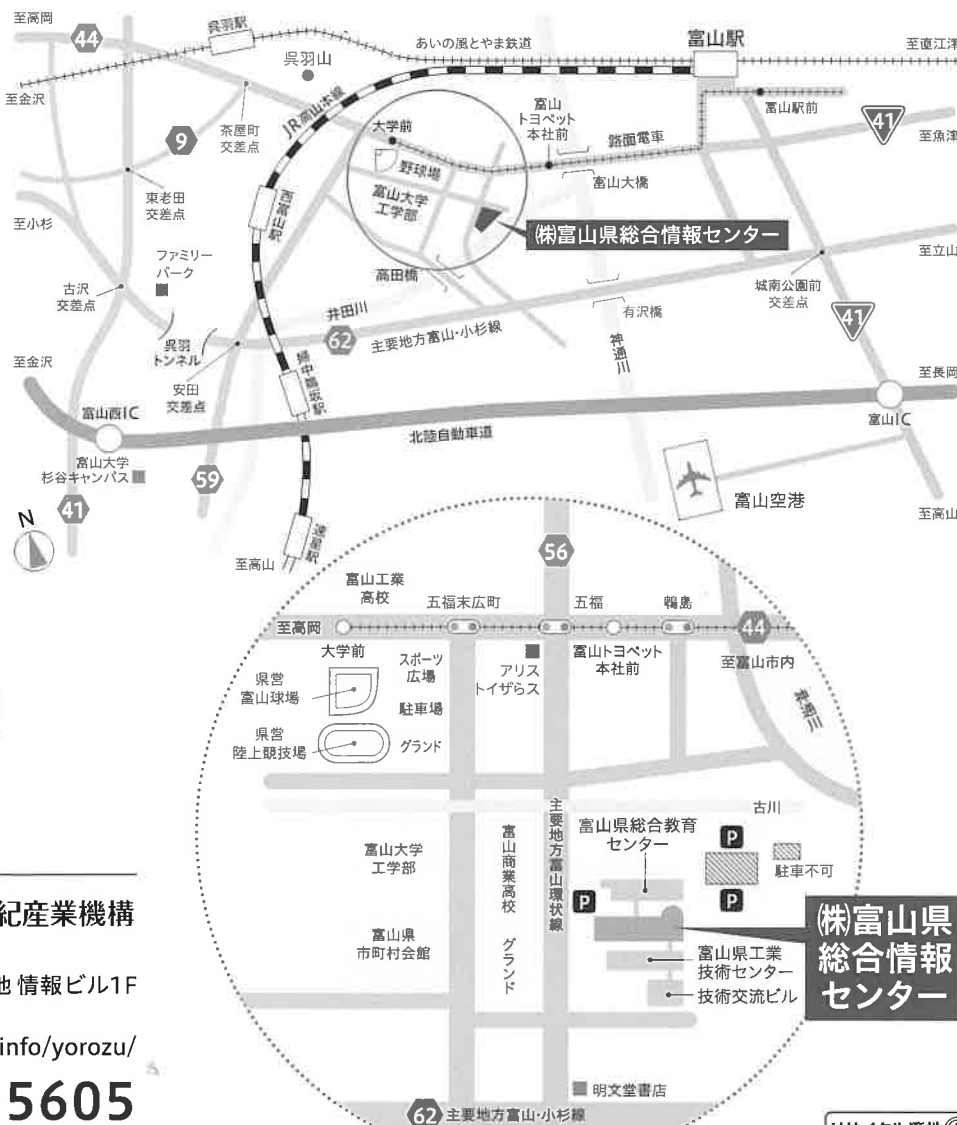 至高岡
44
呉羽駅
呉羽山
あいの風とやま鉄道
富山駅
至直江津
至金沢
9
茶屋町
交差点
JR高山本線
大学前
富山
トヨペット
本社前
路面電車
富山駅前
41
至魚津
東老田
交差点
野球場
富山大学
工学部
富山大橋
西富山駅
至小杉
ファミリー
パーク
㈱富山県総合情報センター
至立山
古沢
交差点
高田橋
井田川
城南公園前
交差点
有沢橋
41
呉羽
トンネル
62
主要地方富山・小杉線
神通川
至金沢
安田
交差点
婦中鵜坂駅
至長岡
富山西IC
北陸自動車道
富山IC
富山大学
杉谷キャンパス
59
41
富山空港
N
速星駅
至高山
至高山
56
富山工業
高校
五福末広町
五福
鴨島
至高岡
44
大学前
スポーツ
広場
アリス
トイザらス
富山トヨペット
本社前
至富山市内
県営
富山球場
駐車場
県営
陸上競技場
グランド
古川
主要地方富山環状線
富山商業高校
グランド
富山県総合教育
センター
P
駐車不可
富山大学
工学部
P
P
紀産業機構
富山県
市町村会館
㈱富山県
総合情報
センター
富山県工業
技術センター
技術交流ビル
他 情報ビル1F
info/yorozu/
明文堂書店
5605
62
主要地方富山・小杉線